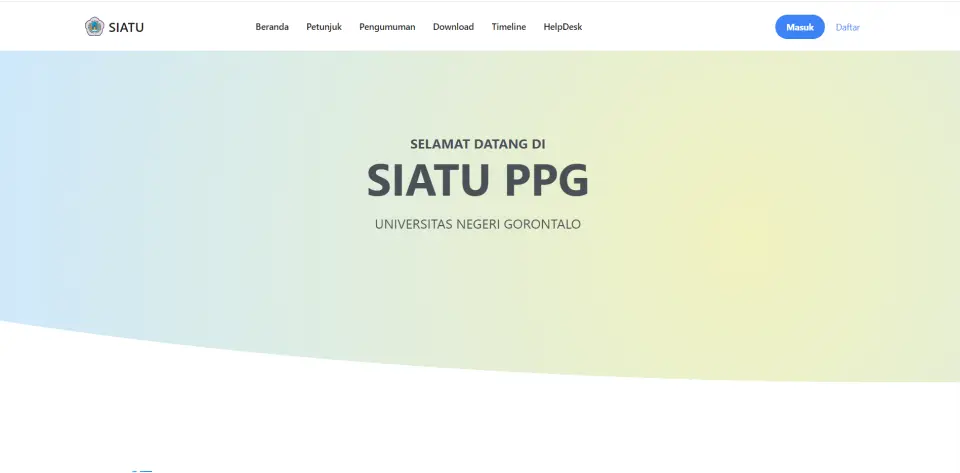 SIATU
Beranda Petunjuk Pengumuman Download Timeline HelpDesk
Masuk Daftar
SELAMAT DATANG DI
SIATU PPG
UNIVERSITAS NEGERI GORONTALO